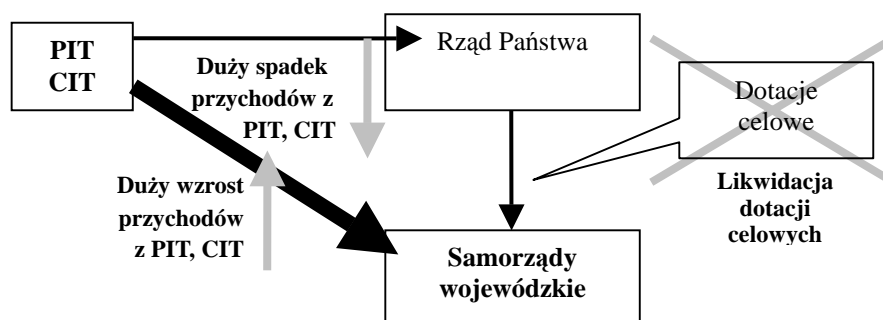 PIT
CIT
Duży spadek
przychodów z
PIT, CIT
Duży wzrost
przychodów
z PIT, CIT
Rząd Państwa
Dotacje
celowe
Likwidacja
dotacji
celowych
Samorządy
wojewódzkie